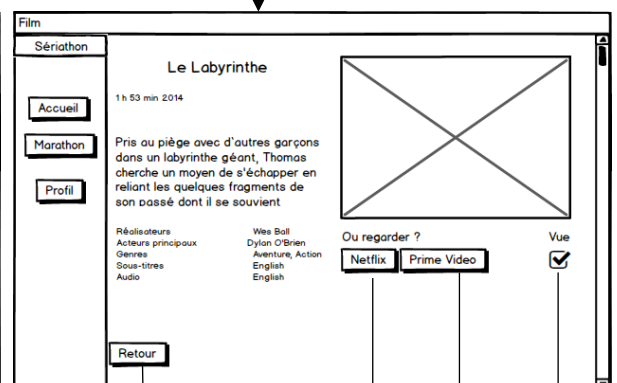 Film
Sériathon
Accueil
Marathon
Profil
Le Labyrinthe
1 h 53 min 2014
Pris au piège avec d'autres garçons
dans un labyrinthe géant, Thomas
cherche un moyen de s'échapper en
reliant les quelques fragments de
son passé dont il se souvient
Réalisateurs Wes Ball
Acteurs principaux Dylan O'Brien
Genres Aventure, Action
Sous-titres English
Audio English
Ou regarder ? Vue
Netflix Prime Video
Retour